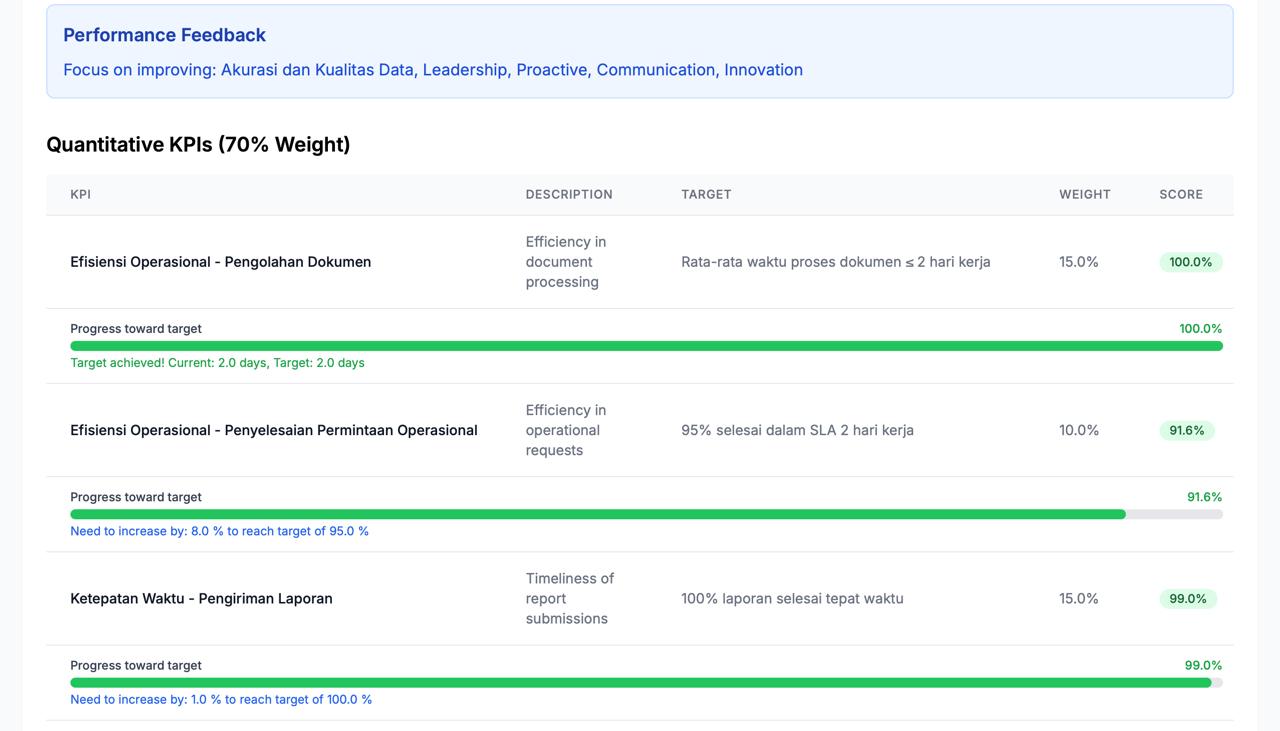 Performance Feedback
Focus on improving: Akurasi dan Kualitas Data, Leadership, Proactive, Communication, Innovation
Quantitative KPIs (70% Weight)
KPI DESCRIPTION TARGET WEIGHT SCORE
Efisiensi Operasional - Pengolahan Dokumen
Efficiency in
document
processing
Rata-rata waktu proses dokumen ≤ 2 hari kerja
15.0%
100.0%
Progress toward target 100.0%
Target achieved! Current: 2.0 days, Target: 2.0 days
Efisiensi Operasional - Penyelesaian Permintaan Operasional
Efficiency in
operational
requests
95% selesai dalam SLA 2 hari kerja
10.0%
91.6%
Progress toward target 91.6%
Need to increase by: 8.0 % to reach target of 95.0 %
Ketepatan Waktu - Pengiriman Laporan
Timeliness of
report
submissions
100% laporan selesai tepat waktu
15.0%
99.0%
Progress toward target 99.0%
Need to increase by: 1.0 % to reach target of 100.0 %